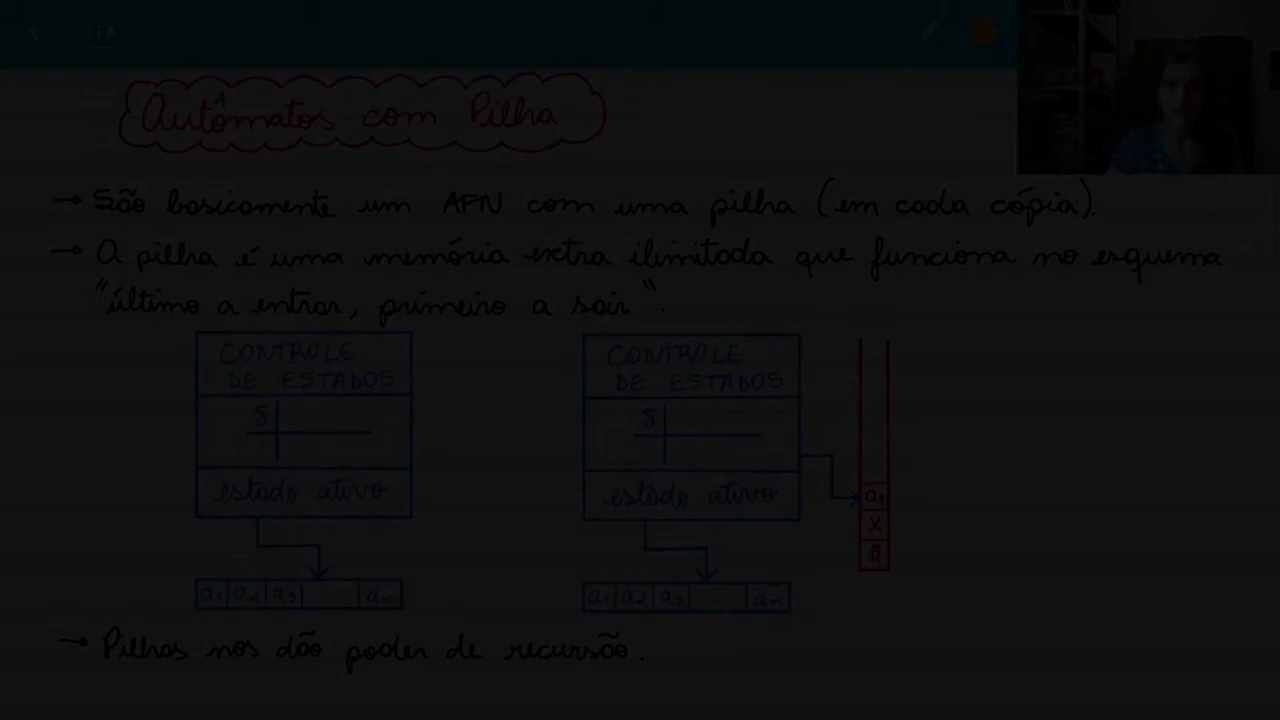 LFA
Autômatos com Pilha
→ São basicamente um AFN com uma pilha (em cada cópia).
→ A pilha é uma memória extra ilimitada que funciona no esquema
"último a entrar, primeiro a sair".
CONTROLE
DE ESTADOS
δ
estado ativo
a₁ a₂ a₃ ... aₙ
CONTROLE
DE ESTADOS
δ
estado ativo
a₁ a₂ a₃ ... aₙ
X
$
→ Pilhas nos dão poder de recursão.